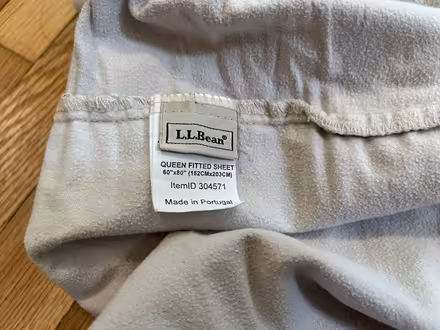 L.L.Bean®
QUEEN FITTED SHEET
60"x80" (152CMx203CM)
ItemID 304571
Made in Portugal